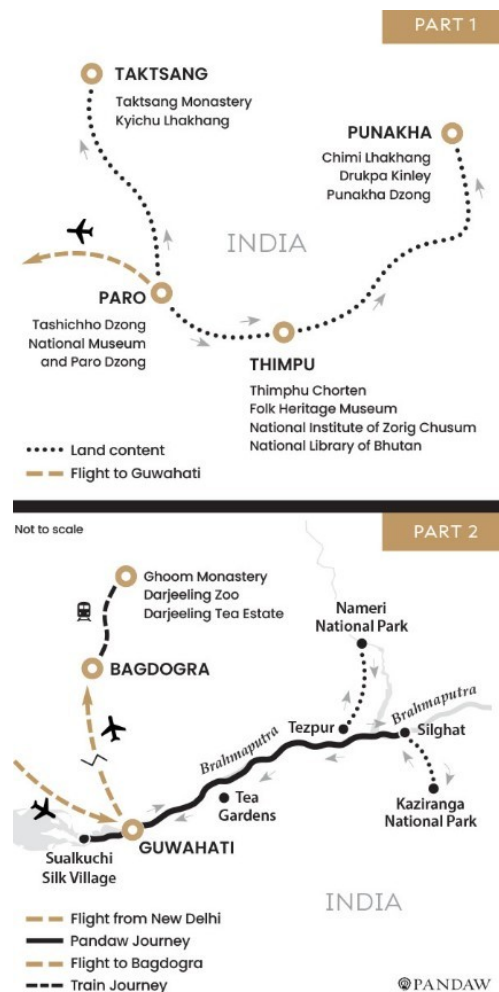 PART 1
TAKTSANG
Taktsang Monastery
Kyichu Lhakhang
PUNAKHA
Chimi Lhakhang
Drukpa Kinley
Punakha Dzong
INDIA
PARO
Tashichho Dzong
National Museum
and Paro Dzong
THIMPU
Thimphu Chorten
Folk Heritage Museum
National Institute of Zorig Chusum
National Library of Bhutan
Land content
Flight to Guwahati
Not to scale
PART 2
Ghoom Monastery
Darjeeling Zoo
Darjeeling Tea Estate
BAGDOGRA
Nameri
National Park
Brahmaputra
Tezpur
Silghat
Brahmaputra
Tea
Gardens
Kaziranga
National Park
GUWAHATI
Sualkuchi
Silk Village
INDIA
Flight from New Delhi
Pandaw Journey
Flight to Bagdogra
Train Journey
PANDAW